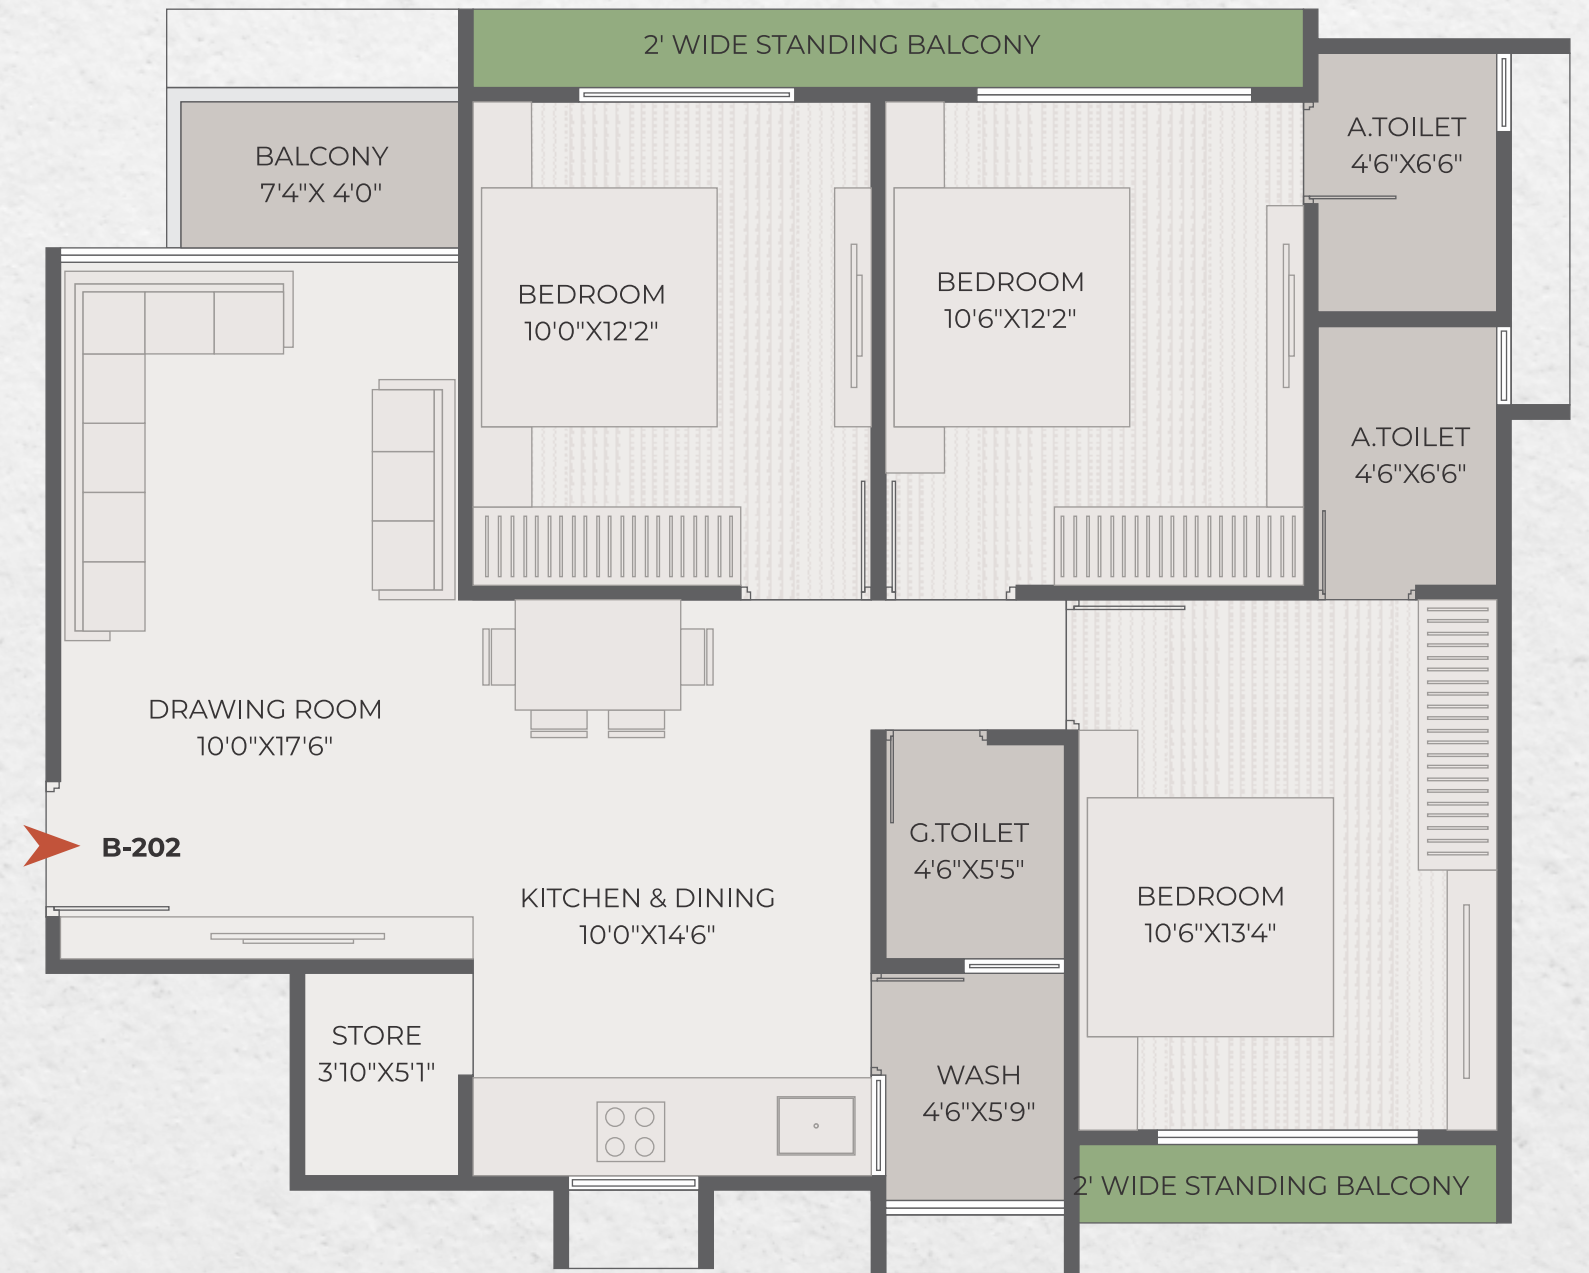 2' WIDE STANDING BALCONY
BALCONY
7'4"X 4'0"
A.TOILET
4'6"X6'6"
BEDROOM
10'0"X12'2"
BEDROOM
10'6"X12'2"
A.TOILET
4'6"X6'6"
DRAWING ROOM
10'0"X17'6"
B-202
G.TOILET
4'6"X5'5"
KITCHEN & DINING
10'0"X14'6"
BEDROOM
10'6"X13'4"
STORE
3'10"X5'1"
WASH
4'6"X5'9"
2' WIDE STANDING BALCONY